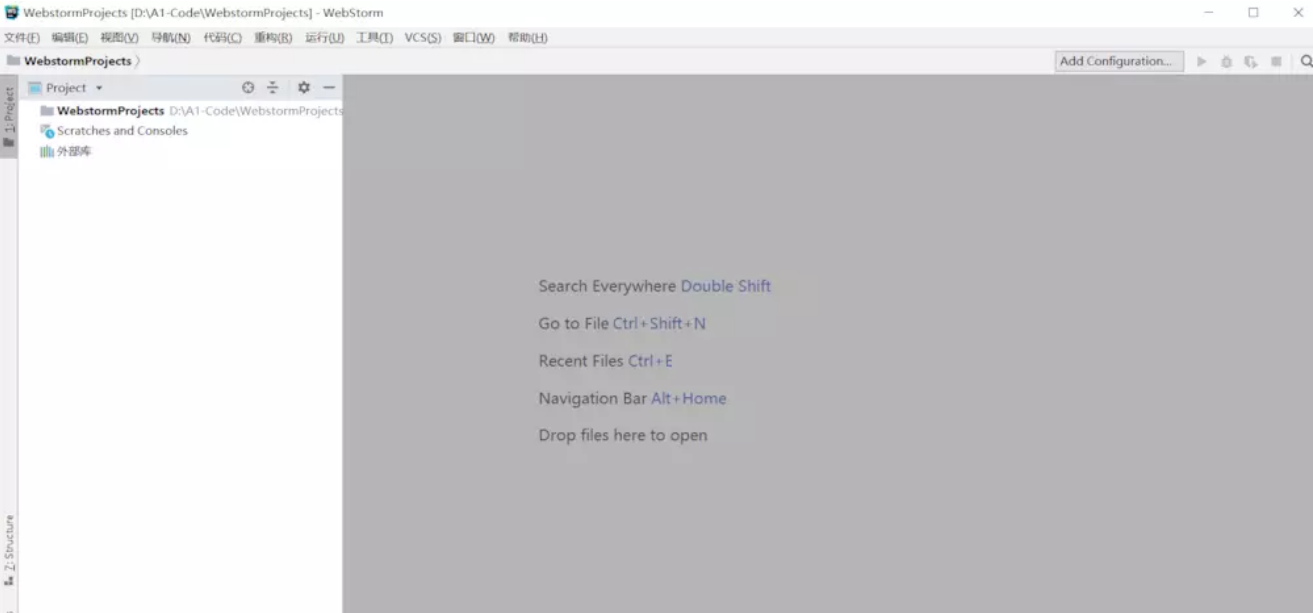 WebstormProjects [D:\A1-Code\WebstormProjects] - WebStorm
文件(F) 编辑(E) 视图(V) 导航(N) 代码(C) 重构(R) 运行(U) 工具(T) VCS(S) 窗口(W) 帮助(H)
WebstormProjects
Add Configuration...
1: Project
Project
WebstormProjects D:\A1-Code\WebstormProjects
Scratches and Consoles
外部库
Search Everywhere Double Shift
Go to File Ctrl+Shift+N
Recent Files Ctrl+E
Navigation Bar Alt+Home
Drop files here to open
Z: Structure